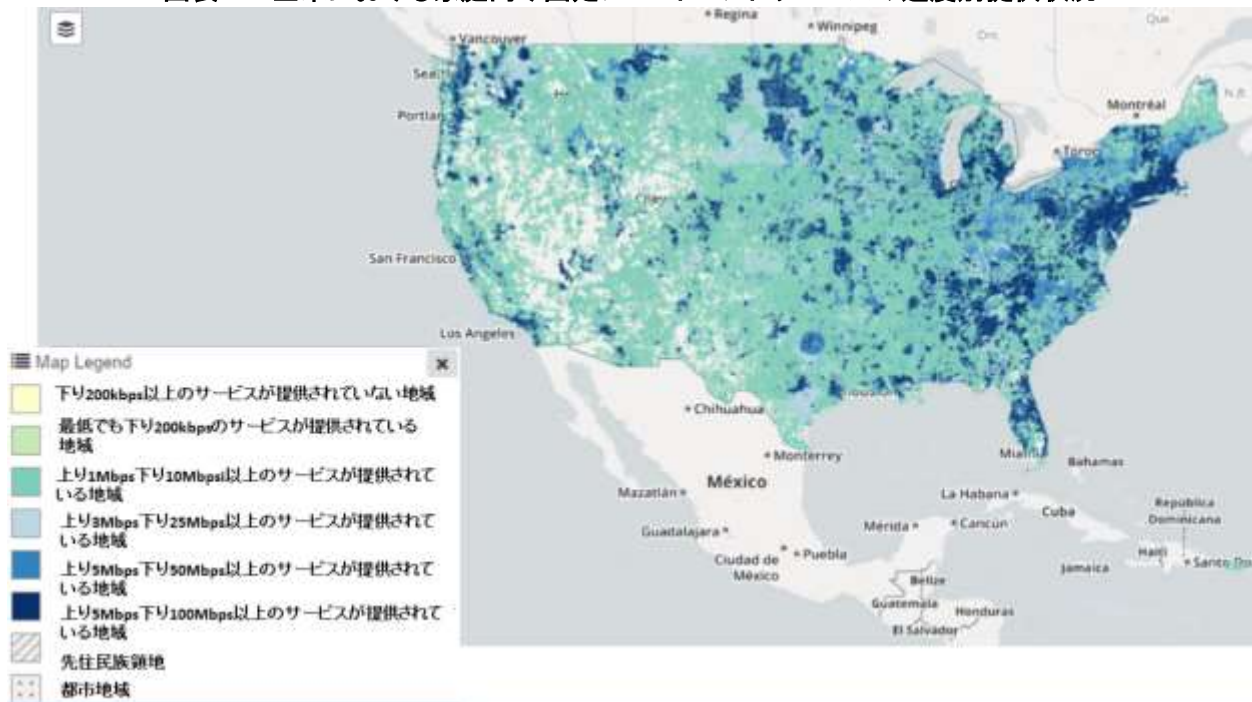 Regina
Winnipeg
Que
Vancouver
Montréal
San Francisco
Los Angeles
Chihuahua
Monterrey
Bahamas
México
Mazatlán
La Habana
Cuba
República
Dominicana
Guadalajara
Mérida
Cancún
Ciudad de
México
Puebla
Haiti
Jamaica
Belize
Guatemala
Honduras
El Salvador
Map Legend
下り200kbps以上のサービスが提供されていない地域
最低でも下り200kbpsのサービスが提供されている
地域
上り1Mbps下り10Mbpsi以上のサービスが提供されて
いる地域
上り3Mbps下り25Mbps以上のサービスが提供されて
いる地域
上り5Mbps下り50Mbps以上のサービスが提供されて
いる地域
上り5Mbps下り100Mbps以上のサービスが提供されて
いる地域
先住民族領地
都市地域